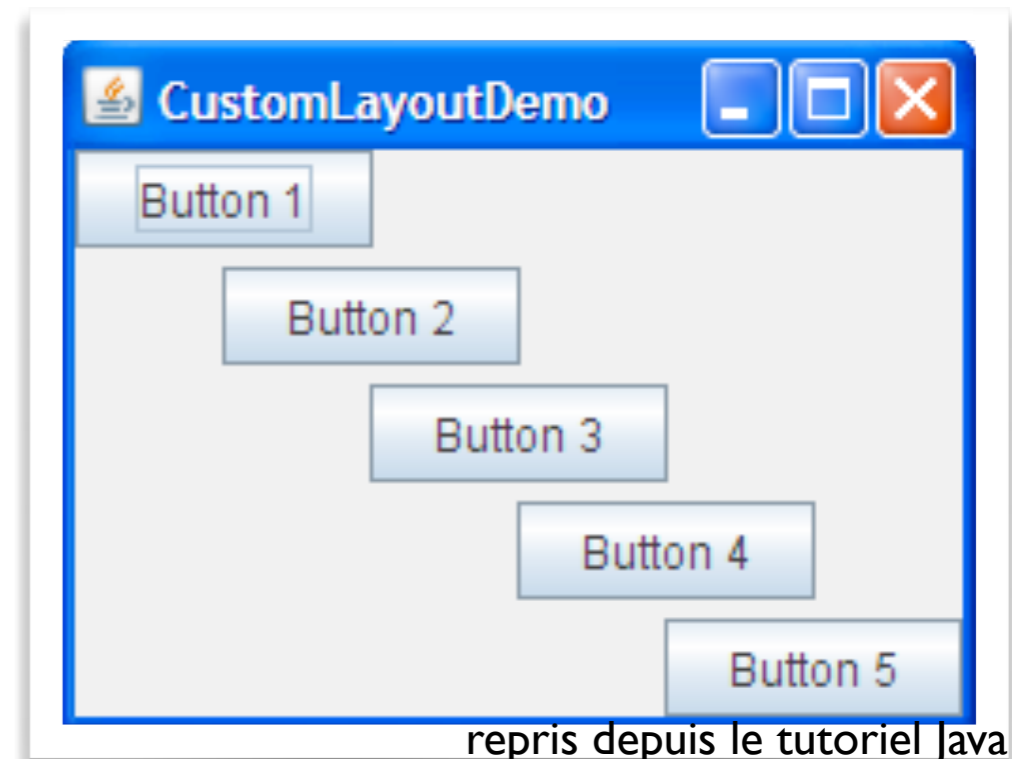 CustomLayoutDemo
Button 1
Button 2
Button 3
Button 4
Button 5
repris depuis le tutoriel Java